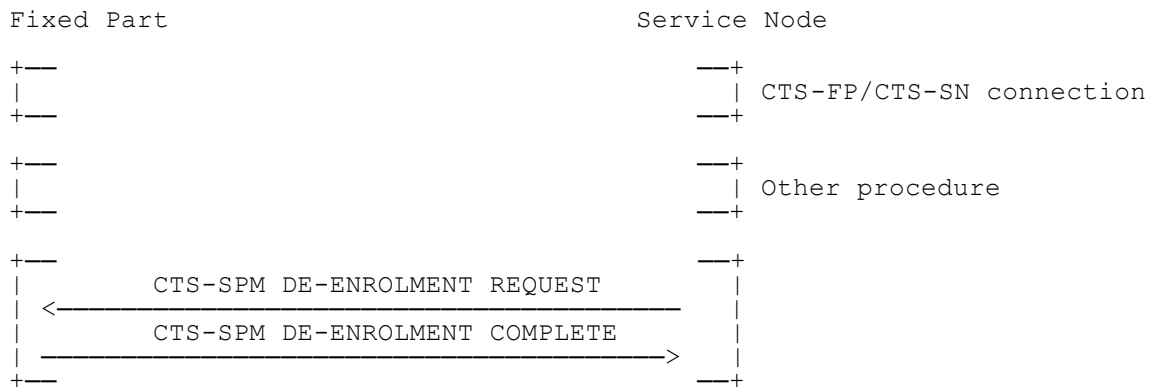 Fixed Part Service Node
CTS-FP/CTS-SN connection
Other procedure
CTS-SPM DE-ENROLMENT REQUEST
CTS-SPM DE-ENROLMENT COMPLETE